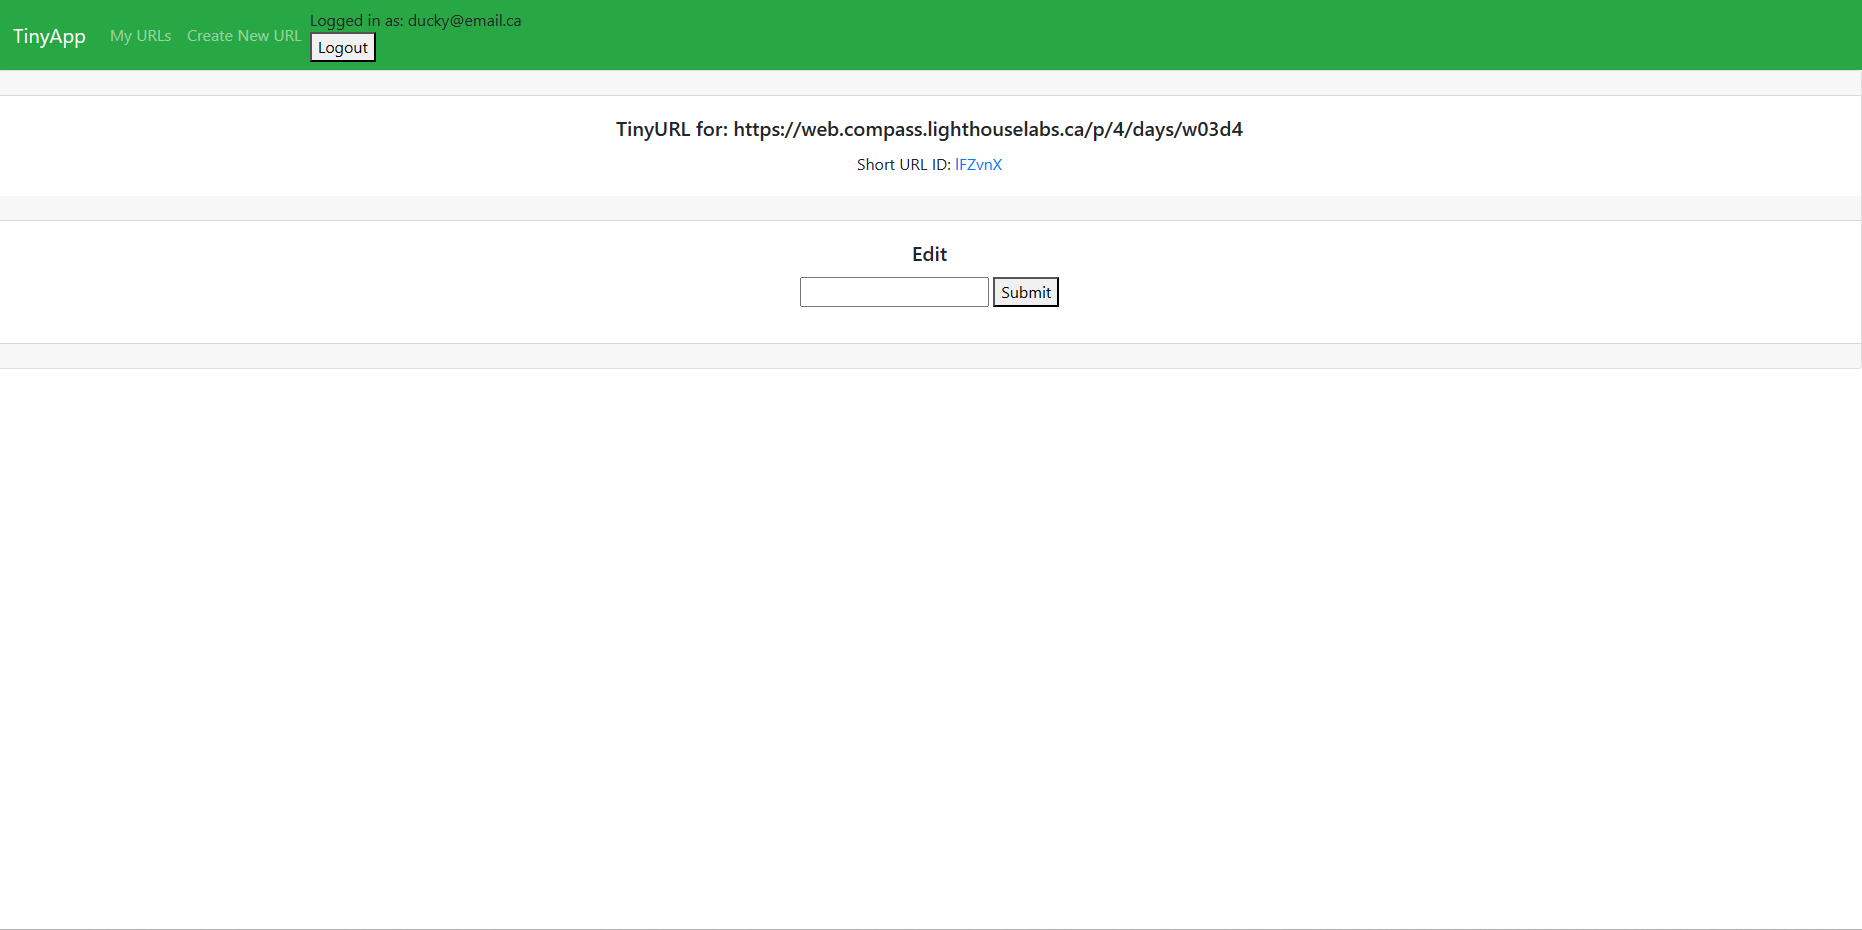 TinyApp My URLs Create New URL Logged in as: ducky@email.ca
Logout
TinyURL for: https://web.compass.lighthouselabs.ca/p/4/days/w03d4
Short URL ID: lFZvnX
Edit
Submit